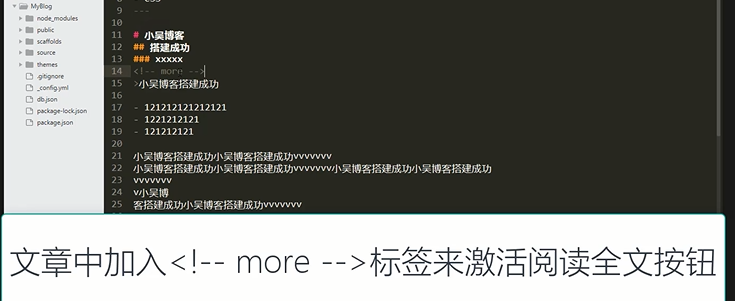 MyBlog
node_modules
public
scaffolds
source
themes
.gitignore
_config.yml
db.json
package-lock.json
package.json
9 ---
10
11 # 小吴博客
12 ## 搭建成功
13 ### xxxxx
14 <!-- more -->
15 >小吴博客搭建成功
16
17 - 121212121212121
18 - 1221212121
19 - 121212121
20
21 小吴博客搭建成功小吴博客搭建成功vvvvvvv
22 小吴博客搭建成功小吴博客搭建成功vvvvvvv小吴博客搭建成功小吴博客搭建成功
23 vvvvvvv
24 v小吴博
25 客搭建成功小吴博客搭建成功vvvvvvv
文章中加入<!-- more -->标签来激活阅读全文按钮